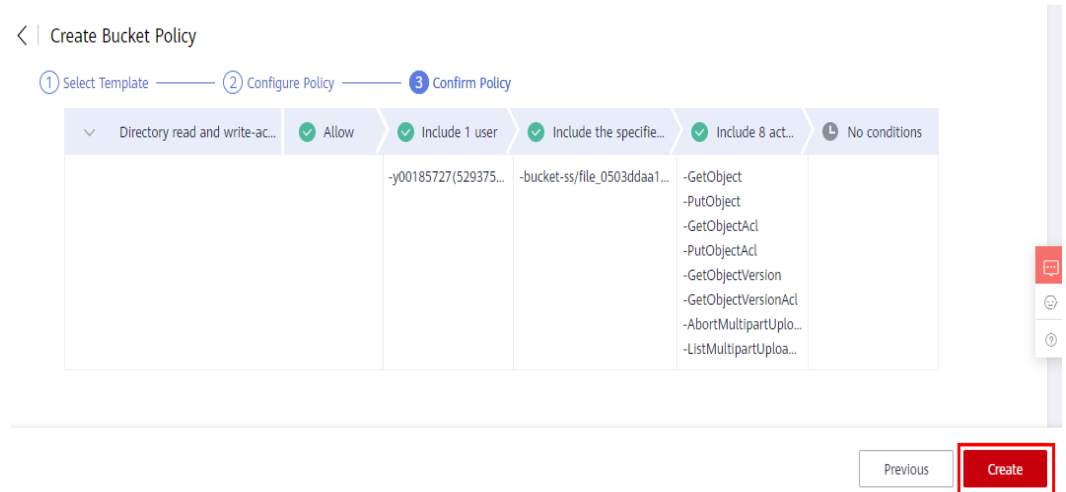 Create Bucket Policy
1 Select Template 2 Configure Policy 3 Confirm Policy
Directory read and write-ac... Allow Include 1 user Include the specifie... Include 8 act... No conditions
-y00185727(529375... -bucket-ss/file_0503ddaa1... -GetObject
-PutObject
-GetObjectAcl
-PutObjectAcl
-GetObjectVersion
-GetObjectVersionAcl
-AbortMultipartUplo...
-ListMultipartUploa...
Previous Create